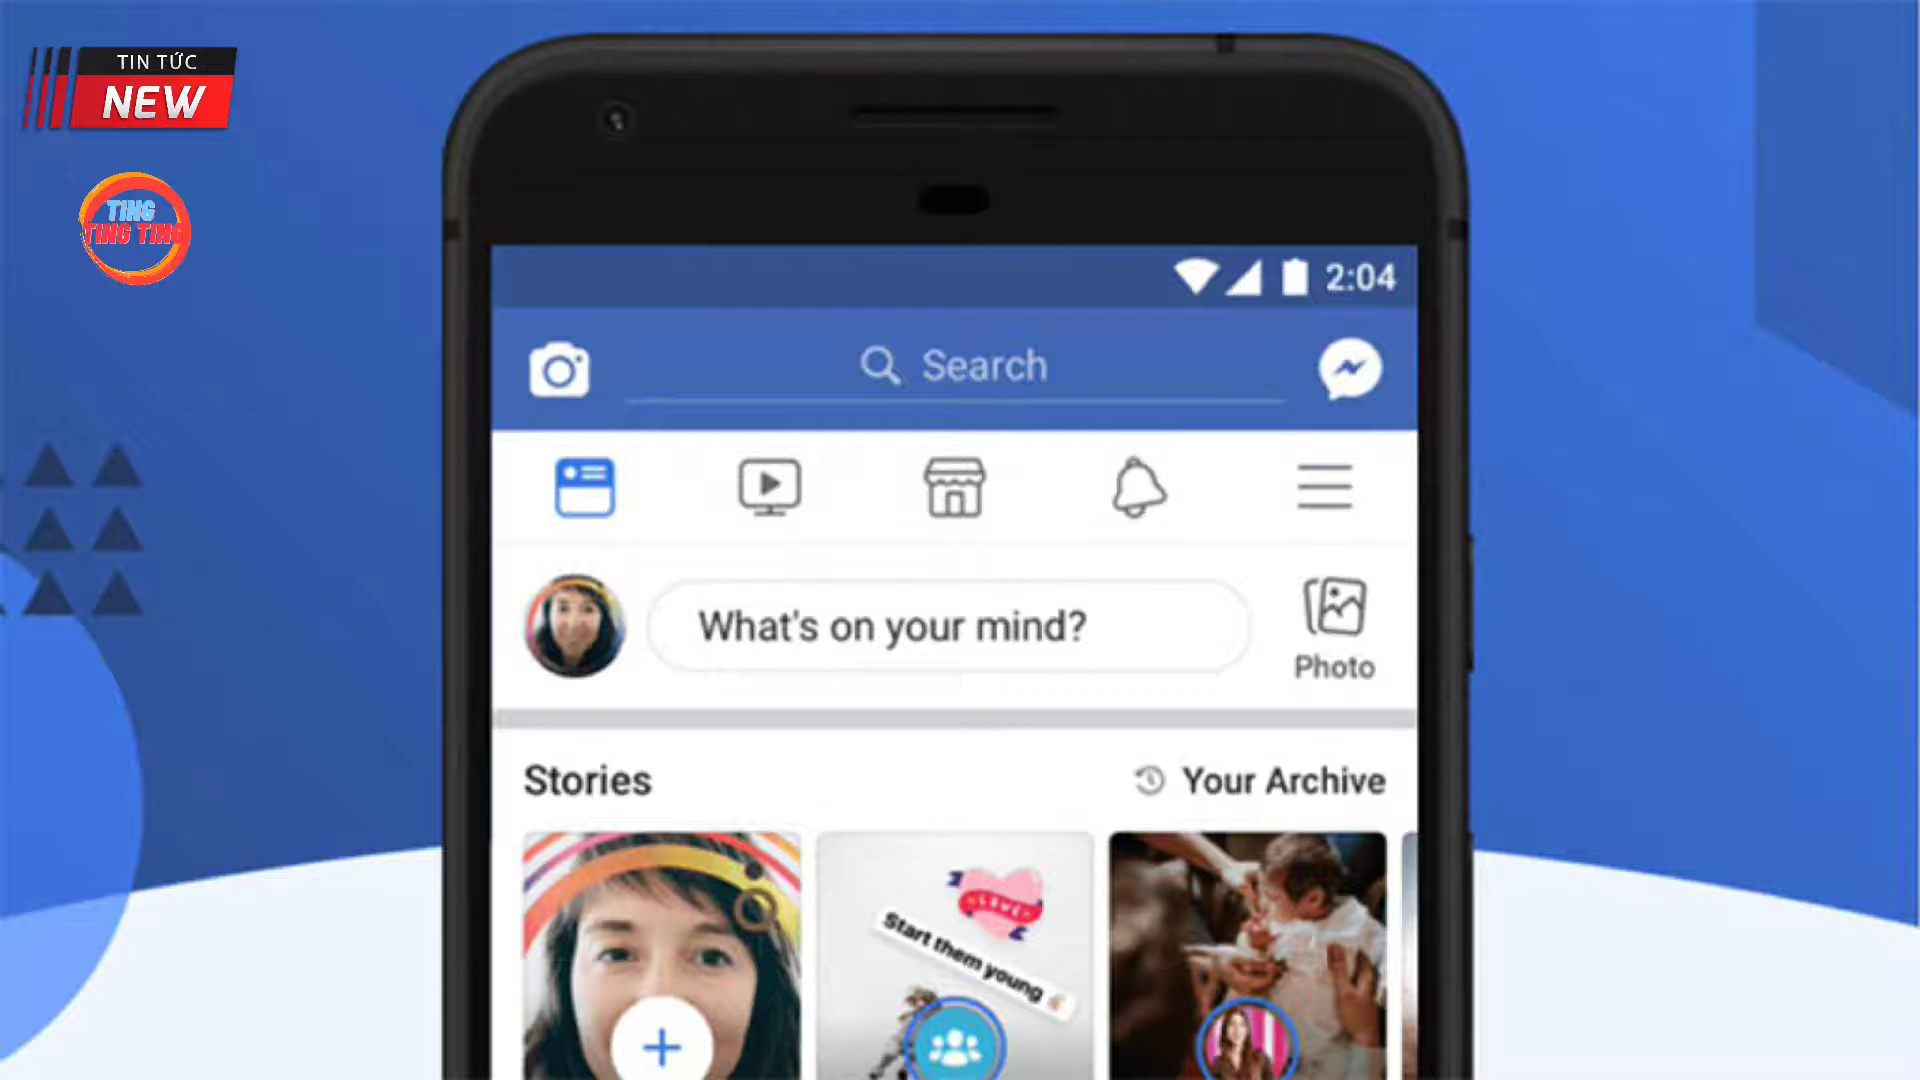 TIN TỨC
NEW
TING
TING TING
2:04
Search
What's on your mind?
Photo
Stories
Your Archive
LOVE
Start them young